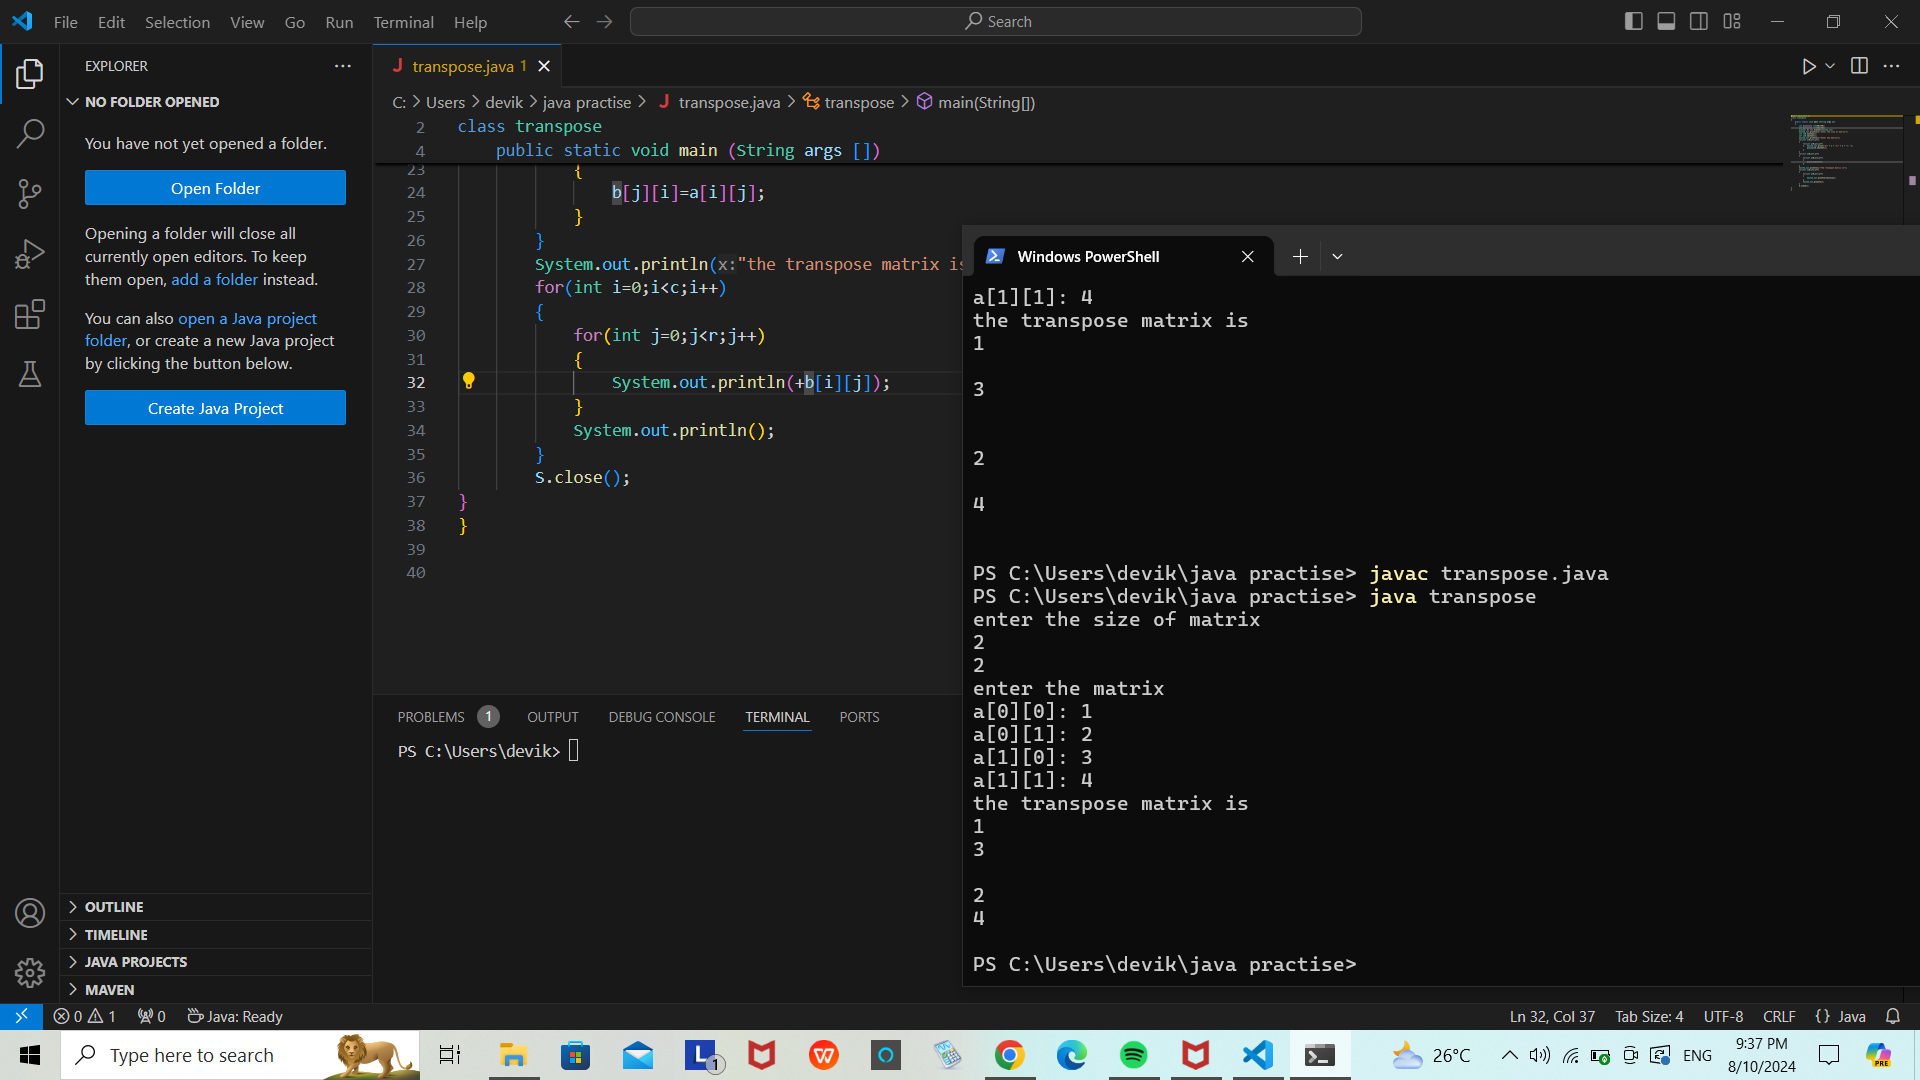 File Edit Selection View Go Run Terminal Help
Search
EXPLORER
NO FOLDER OPENED
You have not yet opened a folder.
Open Folder
Opening a folder will close all
currently open editors. To keep
them open, add a folder instead.
You can also open a Java project
folder, or create a new Java project
by clicking the button below.
Create Java Project
OUTLINE
TIMELINE
JAVA PROJECTS
MAVEN
J transpose.java 1
C: > Users > devik > java practise > J transpose.java > transpose > main(String[])
2 class transpose
4 public static void main (String args [])
23 {
24 b[j][i]=a[i][j];
25 }
26 }
27 System.out.println(x:"the transpose matrix is
28 for(int i=0;i<c;i++)
29 {
30 for(int j=0;j<r;j++)
31 {
32 System.out.println(+b[i][j]);
33 }
34 System.out.println();
35 }
36 S.close();
37 }
38 }
39
40
PROBLEMS 1 OUTPUT DEBUG CONSOLE TERMINAL PORTS
PS C:\Users\devik>
Windows PowerShell
a[1][1]: 4
the transpose matrix is
1
3
2
4
PS C:\Users\devik\java practise> javac transpose.java
PS C:\Users\devik\java practise> java transpose
enter the size of matrix
2
2
enter the matrix
a[0][0]: 1
a[0][1]: 2
a[1][0]: 3
a[1][1]: 4
the transpose matrix is
1
3
2
4
PS C:\Users\devik\java practise>
0 1 0 Java: Ready
Ln 32, Col 37 Tab Size: 4 UTF-8 CRLF {} Java
Type here to search
L 1
W
26°C
ENG
9:37 PM
8/10/2024
PRE